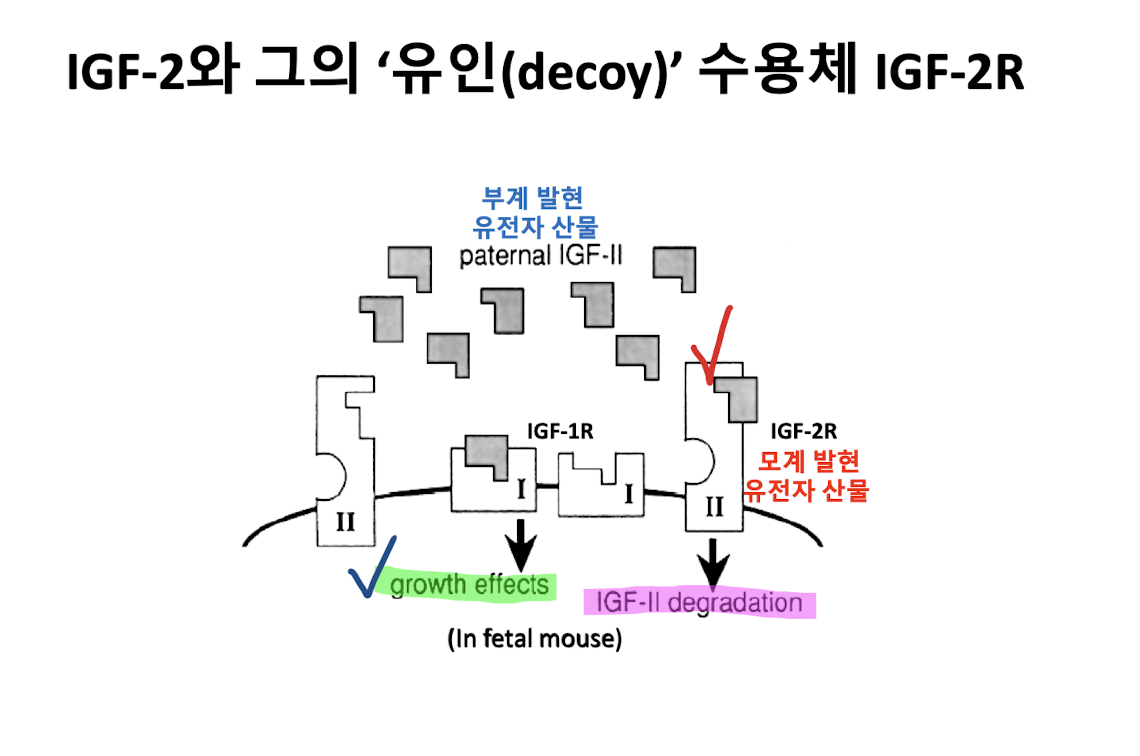 IGF-2와 그의 ‘유인(decoy)’ 수용체 IGF-2R
부계 발현
유전자 산물
paternal IGF-II
IGF-1R
IGF-2R
모계 발현
유전자 산물
I
I
II
II
growth effects
IGF-II degradation
(In fetal mouse)